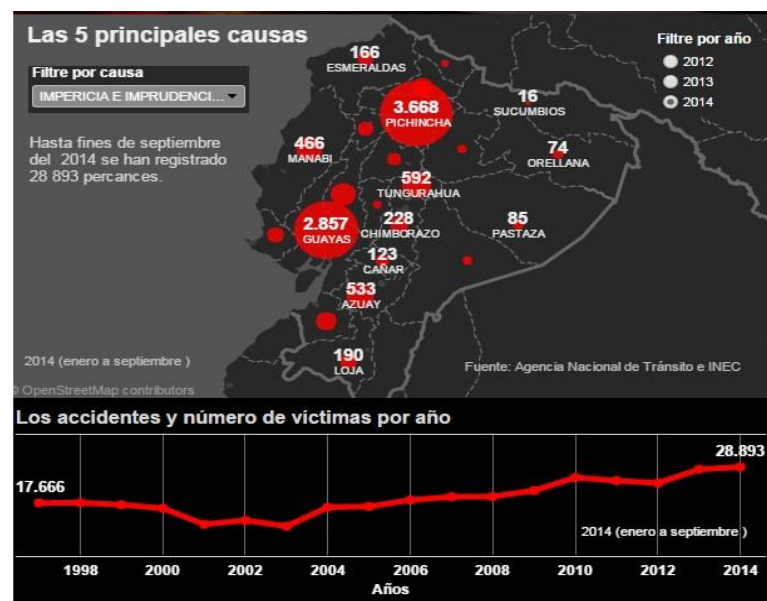 Las 5 principales causas
Filtre por causa
IMPERICIA E IMPRUDENCI...
Hasta fines de septiembre
del 2014 se han registrado
28 893 percances.
Filtre por año
2012
2013
2014
166
ESMERALDAS
3.668
PICHINCHA
16
SUCUMBIOS
466
MANABI
74
ORELLANA
592
TUNGURAHUA
2.857
GUAYAS
228
CHIMBORAZO
85
PASTAZA
123
CAÑAR
533
AZUAY
190
LOJA
2014 (enero a septiembre )
Fuente: Agencia Nacional de Tránsito e INEC
© OpenStreetMap contributors
Los accidentes y número de víctimas por año
28.893
17.666
2014 (enero a septiembre )
1998 2000 2002 2004 2006 2008 2010 2012 2014
Años